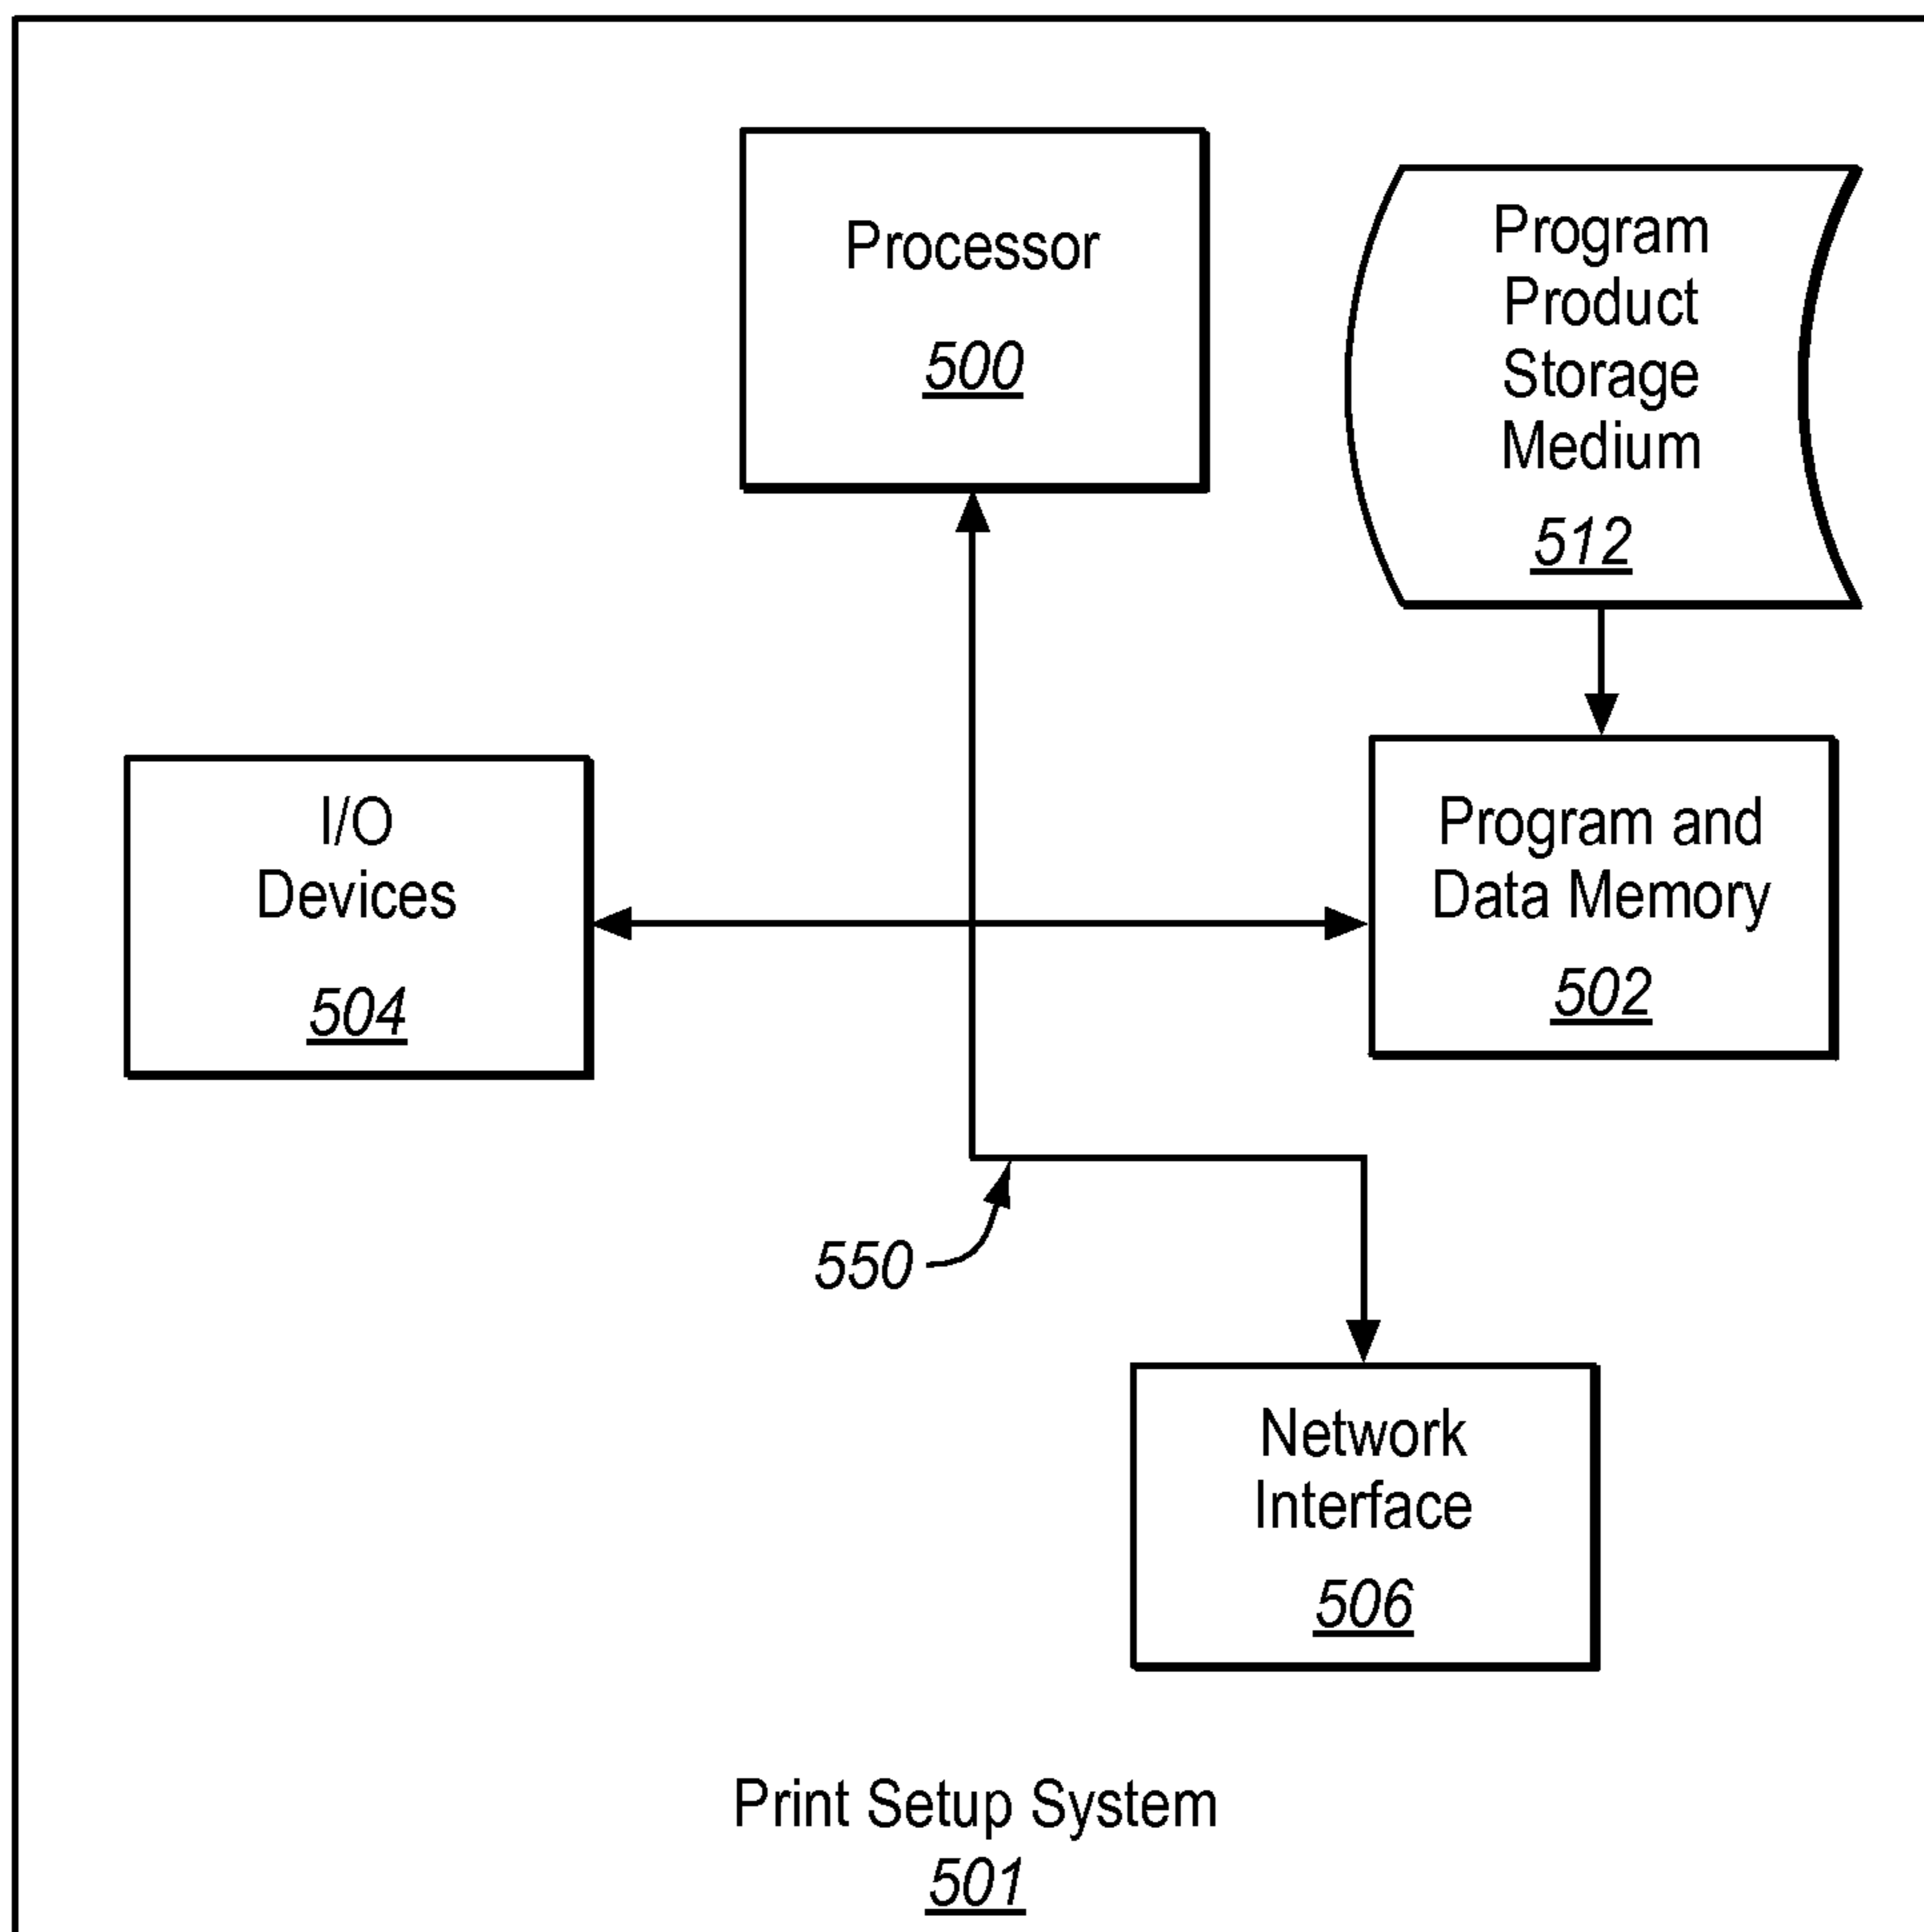 Processor
500
Program
Product
Storage
Medium
512
I/O
Devices
504
Program and
Data Memory
502
550
Network
Interface
506
Print Setup System
501